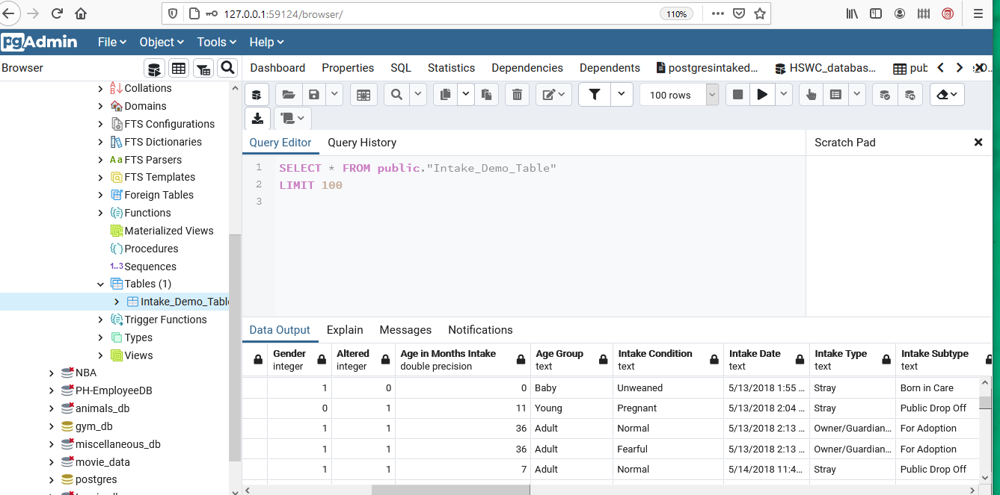 127.0.0.1:59124/browser/
110%
pgAdmin
File
Object
Tools
Help
Browser
Dashboard
Properties
SQL
Statistics
Dependencies
Dependents
postgresintaked...
HSWC_databas...
pub
Collations
Domains
FTS Configurations
FTS Dictionaries
FTS Parsers
FTS Templates
Foreign Tables
Functions
Materialized Views
Procedures
1..3 Sequences
Tables (1)
Intake_Demo_Tabl
Trigger Functions
Types
Views
NBA
PH-EmployeeDB
animals_db
gym_db
miscellaneous_db
movie_data
postgres
100 rows
Query Editor
Query History
Scratch Pad
1 SELECT * FROM public."Intake_Demo_Table"
2 LIMIT 100
3
Data Output
Explain
Messages
Notifications
Gender Altered Age in Months Intake Age Group Intake Condition Intake Date Intake Type Intake Subtype
integer integer double precision text text text text text
1 0 0 Baby Unweaned 5/13/2018 1:55 ... Stray Born in Care
0 1 11 Young Pregnant 5/13/2018 2:04 ... Stray Public Drop Off
1 1 36 Adult Normal 5/13/2018 2:13 ... Owner/Guardian... For Adoption
1 1 36 Adult Fearful 5/13/2018 2:13 ... Owner/Guardian... For Adoption
1 1 7 Adult Normal 5/14/2018 11:4... Stray Public Drop Off